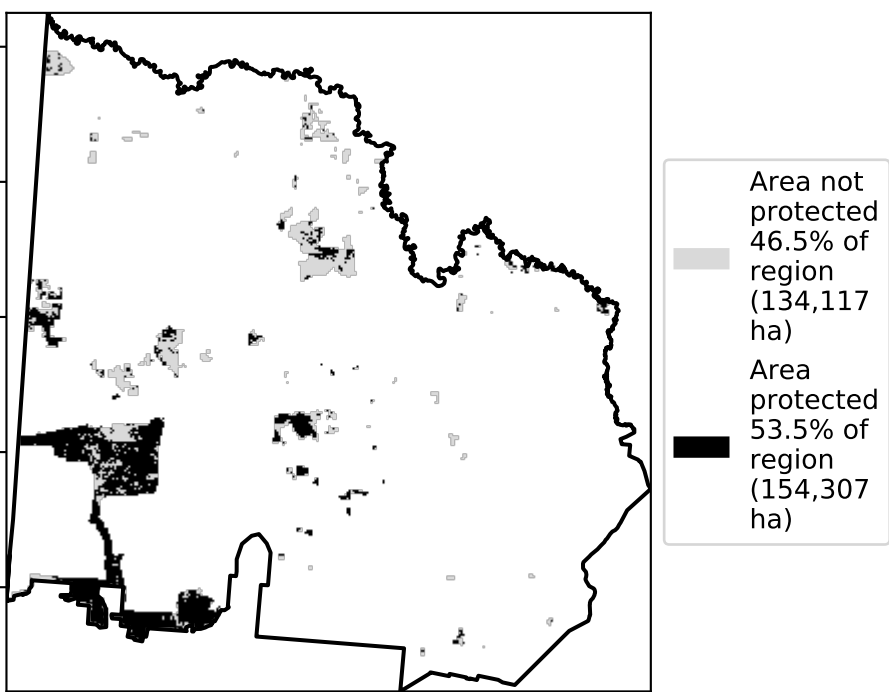 Area not
protected
46.5% of
region
(134,117
ha)
Area
protected
53.5% of
region
(154,307
ha)